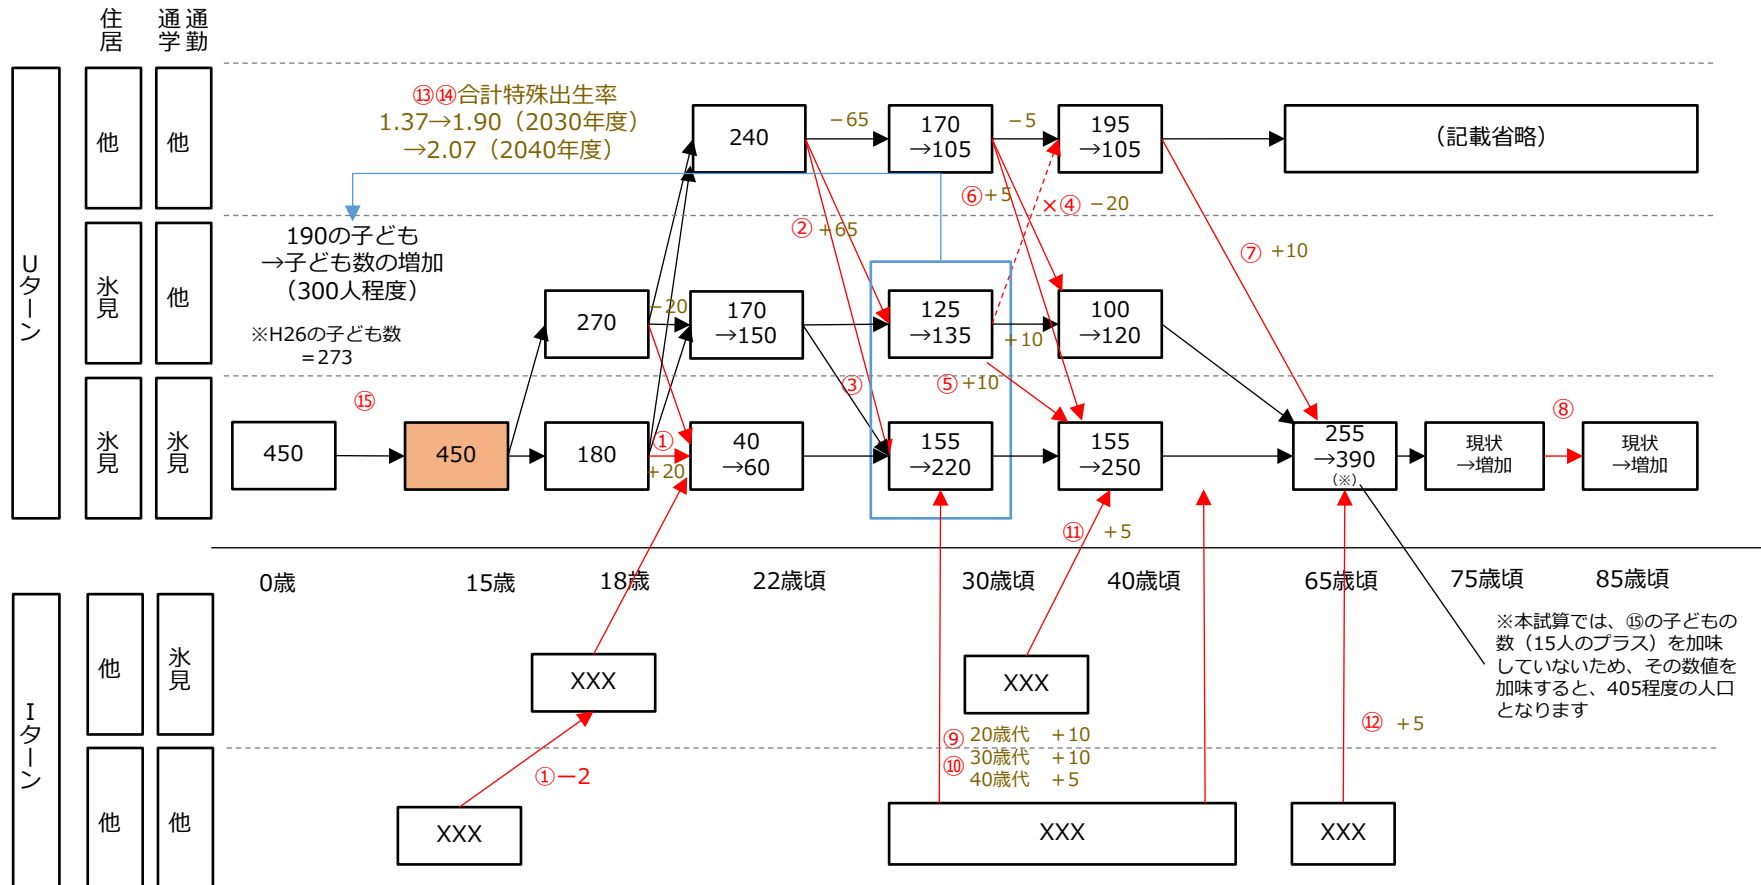 住居
通学
通勤
Uターン
他
他
⑬⑭合計特殊出生率
1.37→1.90（2030年度）
→2.07（2040年度）
240
−65
170
→105
−5
195
→105
（記載省略）
⑥+5
×④ −20
② +65
⑦ +10
氷見
他
190の子ども
→子ども数の増加
（300人程度）
※H26の子ども数
=273
270
−20
170
→150
125
→135
+10
100
→120
③
⑤ +10
⑮
⑧
氷見
氷見
450
450
180
①
+20
40
→60
155
→220
155
→250
255
→390
(※)
現状
→増加
現状
→増加
⑪ +5
0歳
15歳
18歳
22歳頃
30歳頃
40歳頃
65歳頃
75歳頃
85歳頃
Iターン
他
氷見
XXX
XXX
※本試算では、⑮の子どもの
数（15人のプラス）を加味
していないため、その数値を
加味すると、405程度の人口
となります
⑫ +5
⑨ 20歳代 +10
30歳代 +10
⑩
40歳代 +5
①ー2
他
他
XXX
XXX
XXX